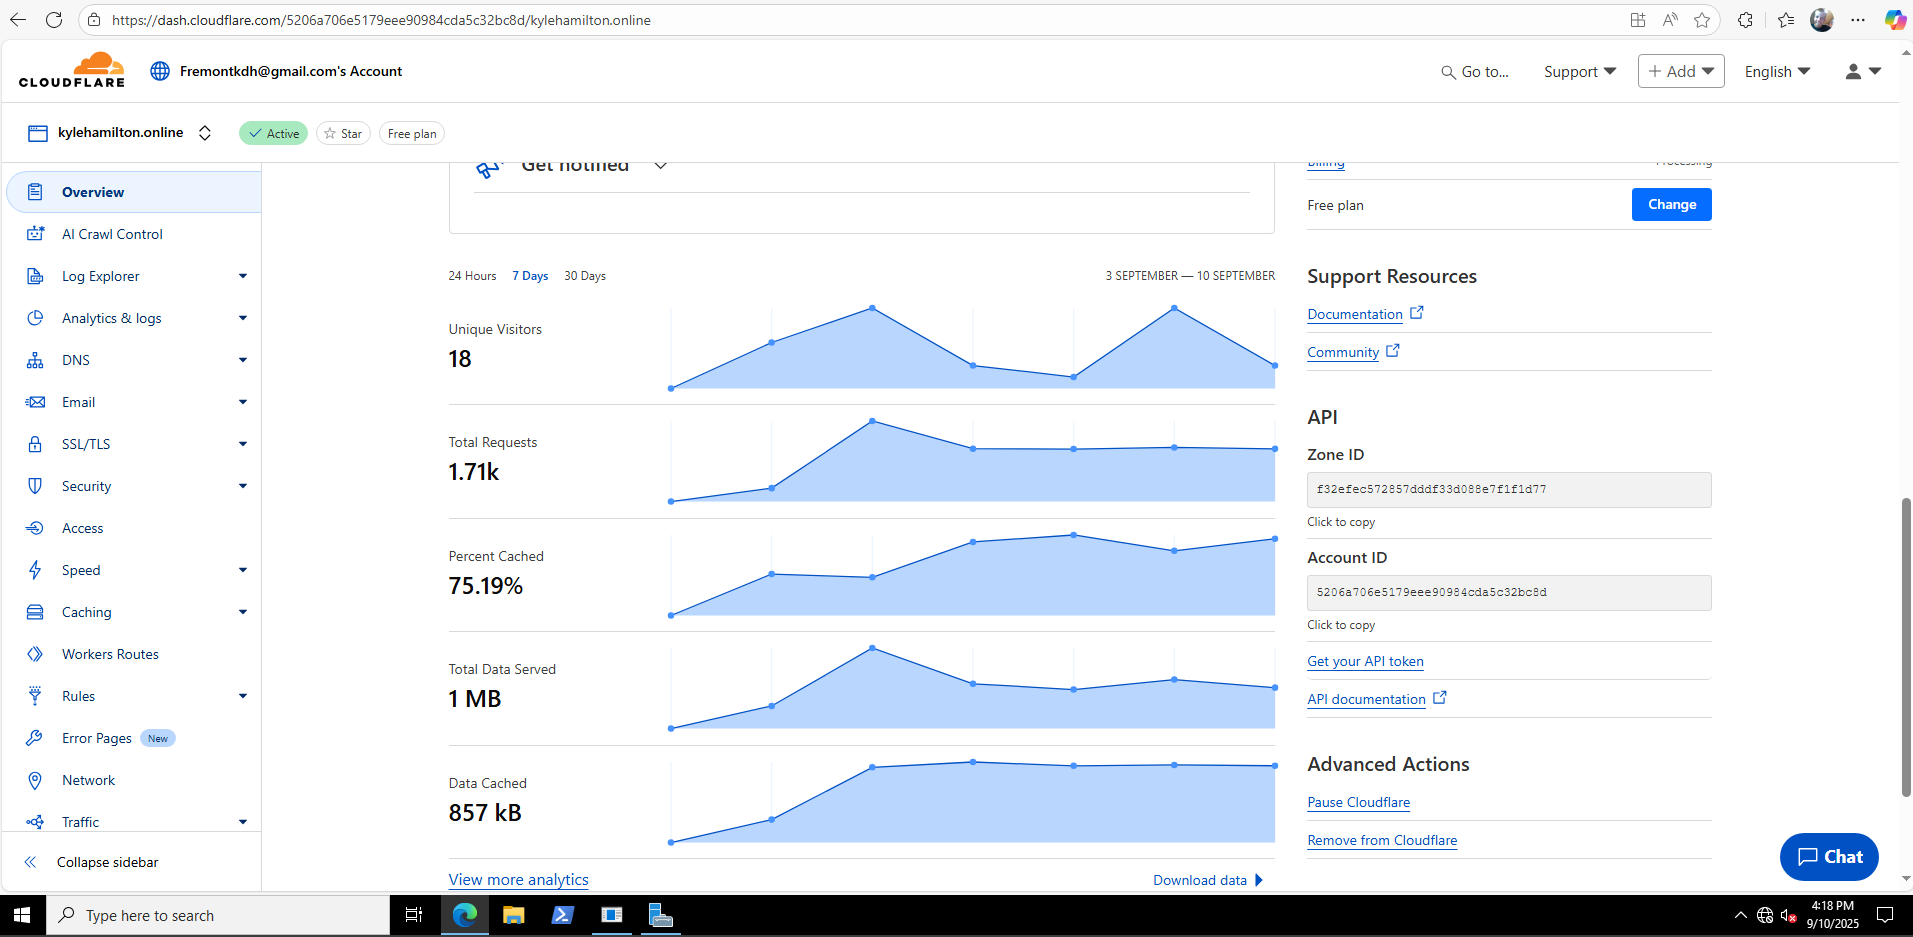 https://dash.cloudflare.com/5206a706e5179eee90984cda5c32bc8d/kylehamilton.online
CLOUDFLARE
Fremontkdh@gmail.com's Account
Go to...
Support
+ Add
English
kylehamilton.online
Active
Star
Free plan
Overview
AI Crawl Control
Log Explorer
Analytics & logs
DNS
Email
SSL/TLS
Security
Access
Speed
Caching
Workers Routes
Rules
Error Pages New
Network
Traffic
Collapse sidebar
Get notified
24 Hours 7 Days 30 Days
3 SEPTEMBER — 10 SEPTEMBER
Unique Visitors
18
Total Requests
1.71k
Percent Cached
75.19%
Total Data Served
1 MB
Data Cached
857 kB
View more analytics
Download data
Billing
Processing
Free plan
Change
Support Resources
Documentation
Community
API
Zone ID
f32efec572857dddf33d088e7f1f1d77
Click to copy
Account ID
5206a706e5179eee90984cda5c32bc8d
Click to copy
Get your API token
API documentation
Advanced Actions
Pause Cloudflare
Remove from Cloudflare
Chat
Type here to search
4:18 PM
9/10/2025